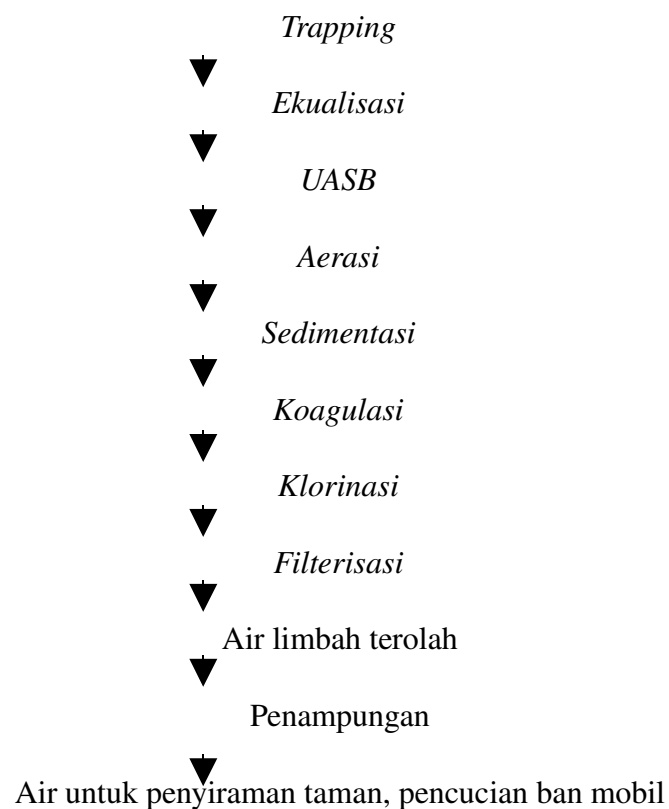 Trapping
Ekualisasi
UASB
Aerasi
Sedimentasi
Koagulasi
Klorinasi
Filterisasi
Air limbah terolah
Penampungan
Air untuk penyiraman taman, pencucian ban mobil